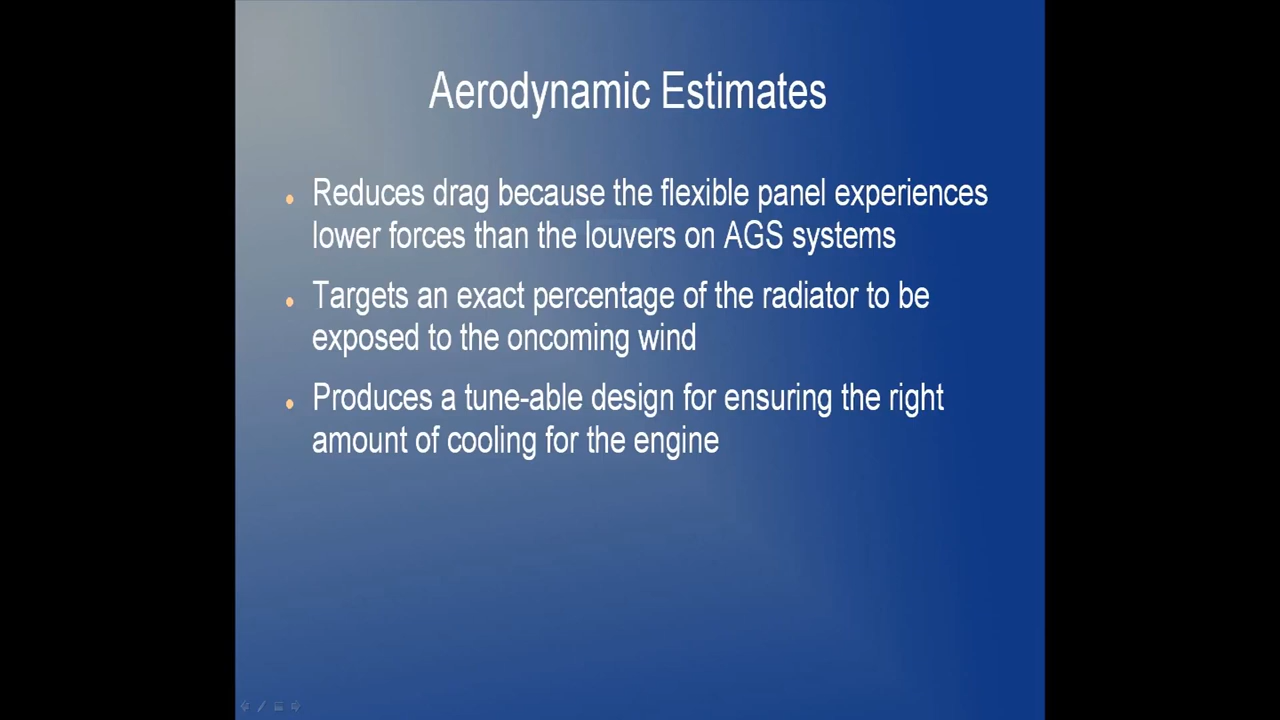 Aerodynamic Estimates
Reduces drag because the flexible panel experiences
lower forces than the louvers on AGS systems
Targets an exact percentage of the radiator to be
exposed to the oncoming wind
Produces a tune-able design for ensuring the right
amount of cooling for the engine